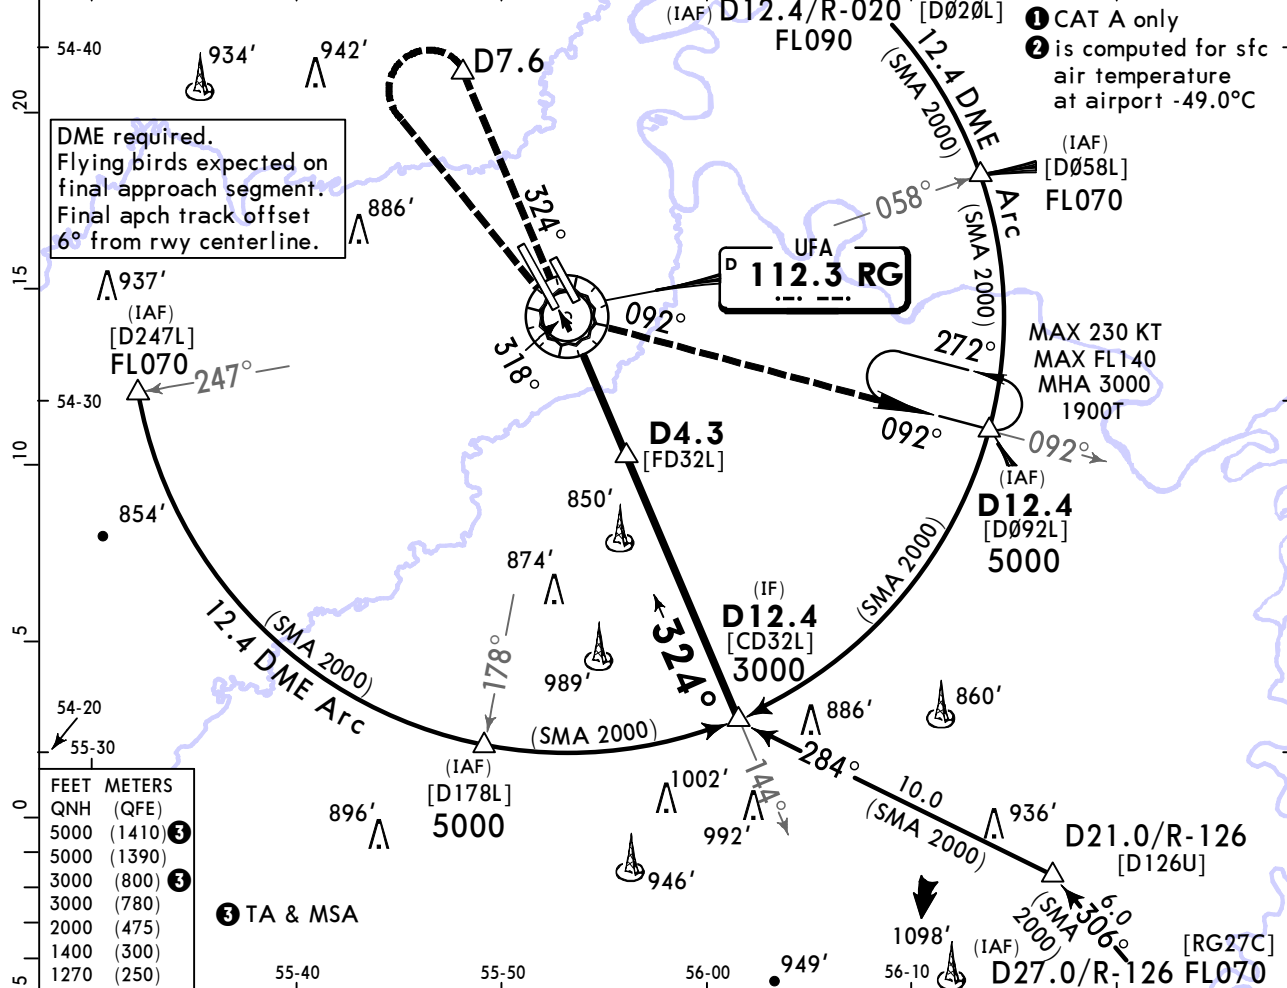 (IAF) D12.4/R-020 [DØ20L]
FL090
1 CAT A only
2 is computed for sfc
air temperature
at airport -49.0°C
54-40
934'
942'
D7.6
12.4 DME Arc
(SMA 2000)
20
DME required.
Flying birds expected on
final approach segment.
Final apch track offset
6° from rwy centerline.
(IAF)
[DØ58L]
FL070
058°
886'
324°
(SMA 2000)
UFA
D 112.3 RG
15
937'
(IAF)
[D247L]
FL070
247°
092°
318°
272°
MAX 230 KT
MAX FL140
MHA 3000
1900T
54-30
092°
092°
D4.3
[FD32L]
(IAF)
D12.4
[DØ92L]
5000
10
850'
854'
874'
(SMA 2000)
(IF)
D12.4
[CD32L]
3000
12.4 DME Arc
(SMA 2000)
324°
178°
989'
5
886'
860'
54-20
55-30
(SMA 2000)
284°
144°
(IAF)
[D178L]
5000
1002'
992'
10.0
(SMA 2000)
936'
D21.0/R-126
[D126U]
896'
946'
0
FEET METERS
QNH (QFE)
5000 (1410) 3
5000 (1390)
3000 (800) 3
3000 (780)
2000 (475)
1400 (300)
1270 (250)
3 TA & MSA
6.0
306°
(SMA 2000)
1098'
(IAF)
[RG27C]
D27.0/R-126 FL070
5
55-40
55-50
56-00
949'
56-10